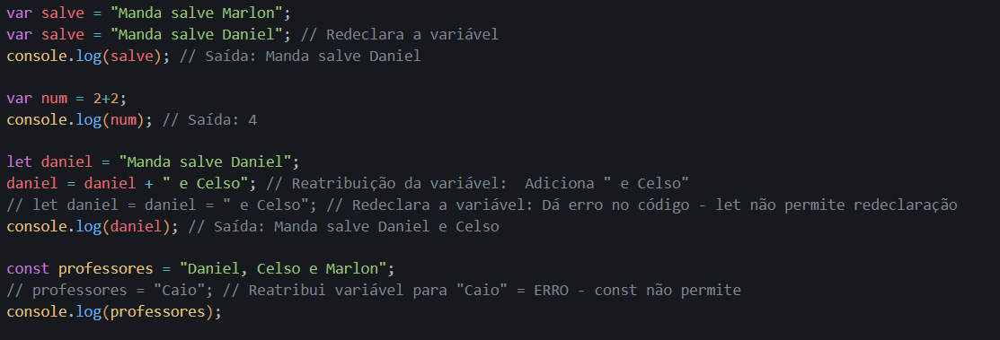 var salve = "Manda salve Marlon";
var salve = "Manda salve Daniel"; // Redeclara a variável
console.log(salve); // Saída: Manda salve Daniel
var num = 2+2;
console.log(num); // Saída: 4
let daniel = "Manda salve Daniel";
daniel = daniel + " e Celso"; // Reatribuição da variável:  Adiciona " e Celso"
// let daniel = daniel = " e Celso"; // Redeclara a variável: Dá erro no código - let não permite redeclaração
console.log(daniel); // Saída: Manda salve Daniel e Celso
const professores = "Daniel, Celso e Marlon";
// professores = "Caio"; // Reatribui variável para "Caio" = ERRO - const não permite
console.log(professores);